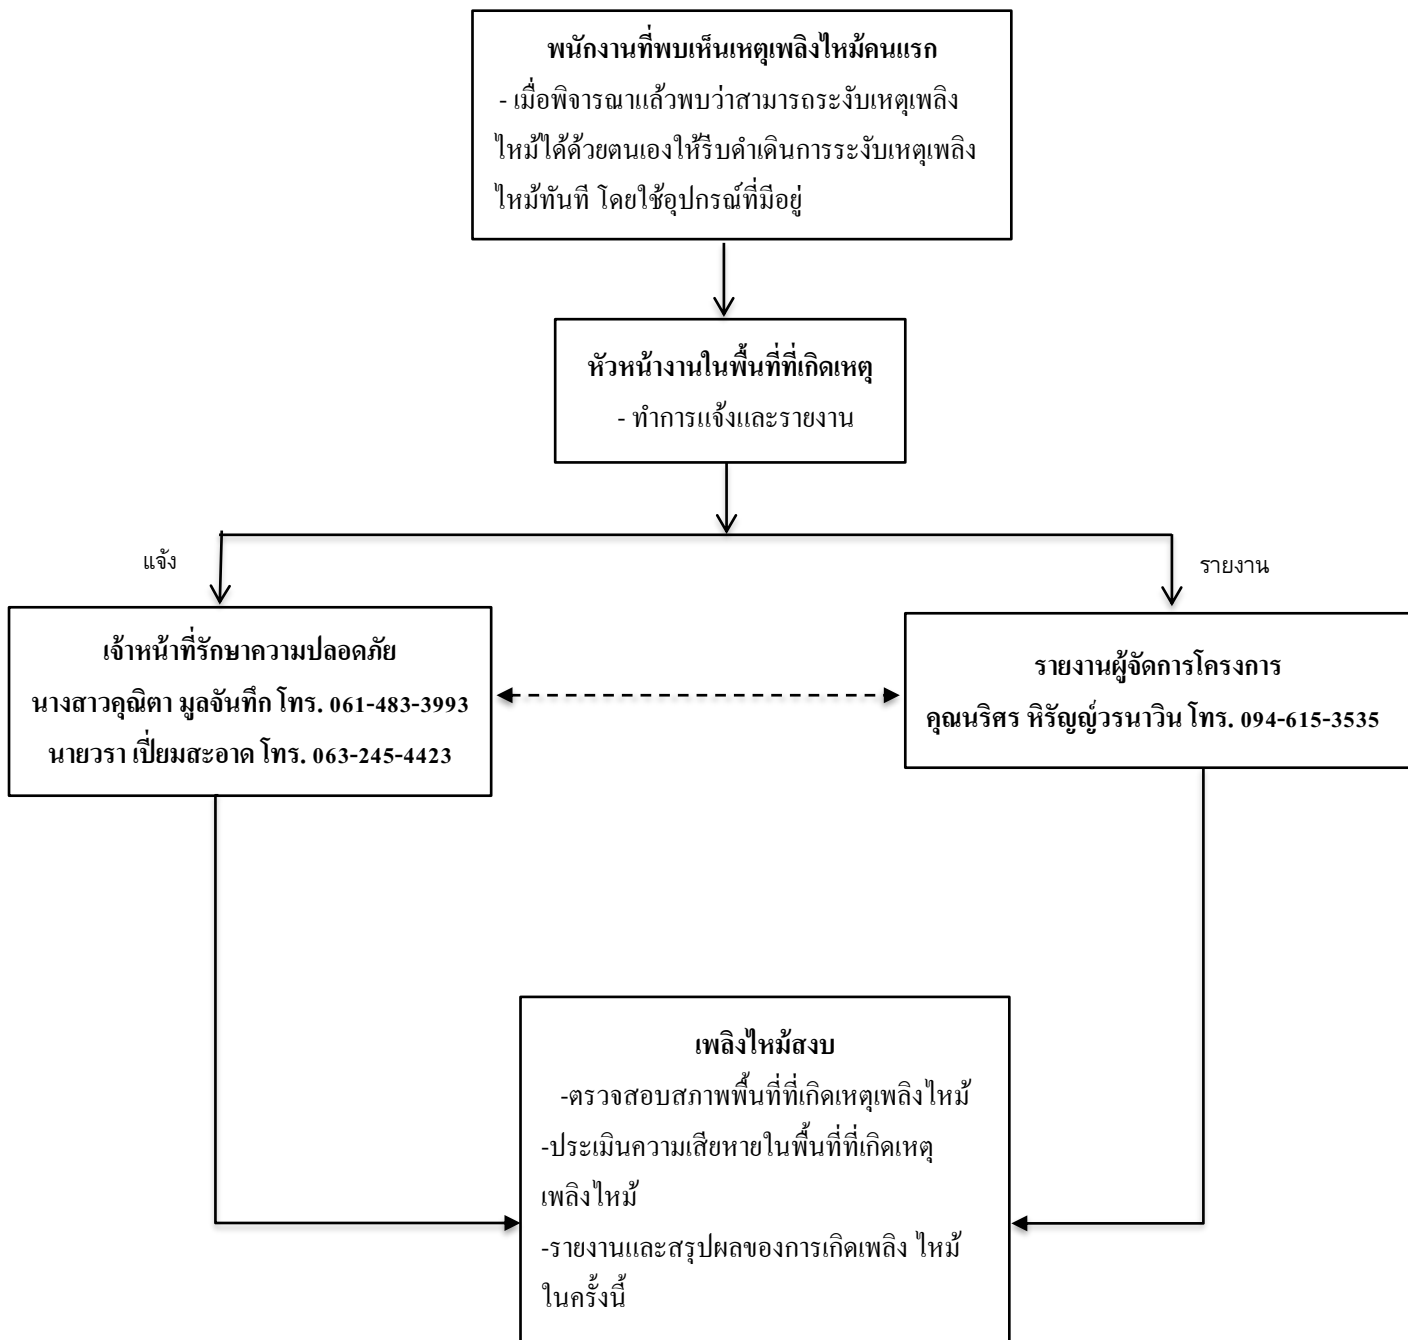 พนักงานที่พบเห็นเหตุเพลิงไหม้คนแรก
- เมื่อพิจารณาแล้วพบว่าสามารถระงับเหตุเพลิง
ไหม้ได้ด้วยตนเองให้รีบดำเดินการระงับเหตุเพลิง
ไหม้ทันที โดยใช้อุปกรณ์ที่มีอยู่
หัวหน้างานในพื้นที่ที่เกิดเหตุ
- ทำการแจ้งและรายงาน
แจ้ง
รายงาน
เจ้าหน้าที่รักษาความปลอดภัย
นางสาวคุณิตา มูลจันทึก โทร. 061-483-3993
นายวรา เปี่ยมสะอาด โทร. 063-245-4423
รายงานผู้จัดการโครงการ
คุณนริศร หิรัญญ์วรนาวิน โทร. 094-615-3535
เพลิงไหม้สงบ
-ตรวจสอบสภาพพื้นที่ที่เกิดเหตุเพลิงไหม้
-ประเมินความเสียหายในพื้นที่ที่เกิดเหตุ
เพลิงไหม้
-รายงานและสรุปผลของการเกิดเพลิง ไหม้
ในครั้งนี้